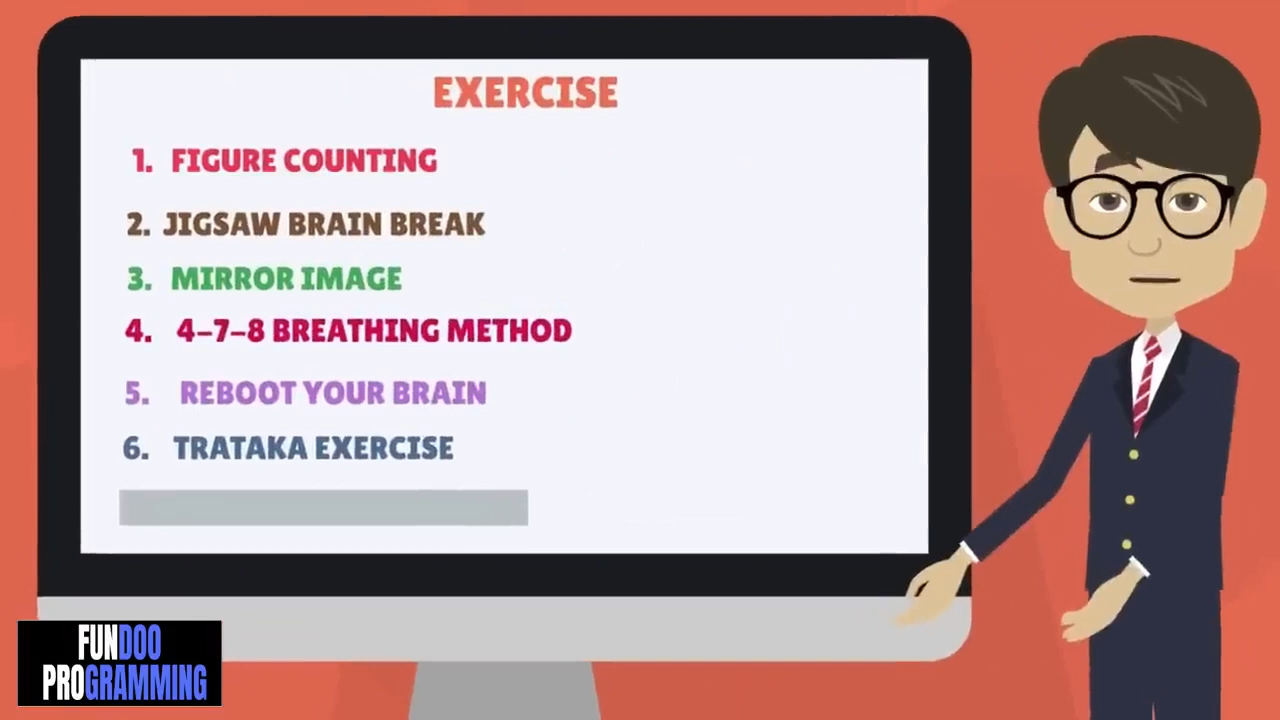 EXERCISE
1. FIGURE COUNTING
2. JIGSAW BRAIN BREAK
3. MIRROR IMAGE
4. 4-7-8 BREATHING METHOD
5. REBOOT YOUR BRAIN
6. TRATAKA EXERCISE
FUNDOO
PROGRAMMING